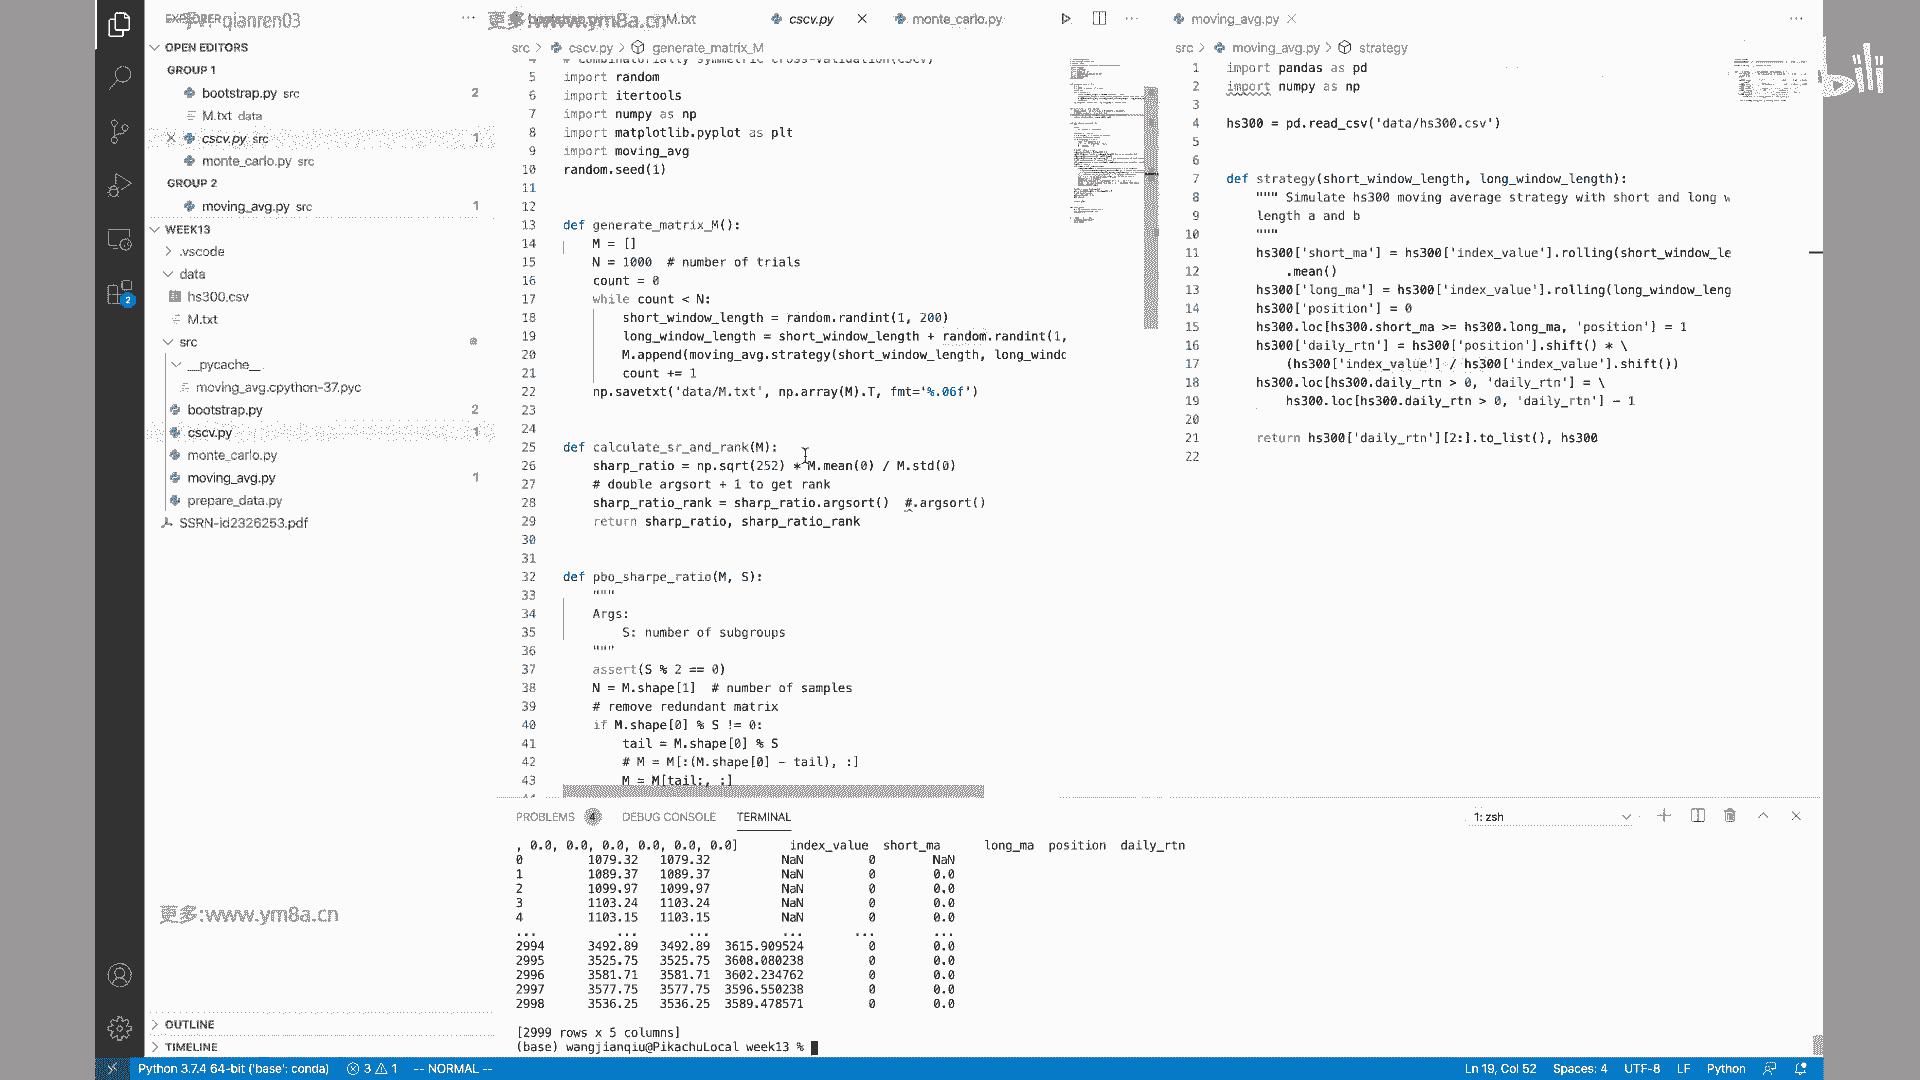 EXPLORER
qianren03
更多:www.ym8a.cn
OPEN EDITORS
GROUP 1
bootstrap.py src 2
M.txt data
cscv.py src 1
monte_carlo.py src
GROUP 2
moving_avg.py src 1
WEEK13
.vscode
data
hs300.csv
M.txt
src
__pycache__
moving_avg.cpython-37.pyc
bootstrap.py 2
cscv.py 1
monte_carlo.py
moving_avg.py 1
prepare_data.py
SSRN-id2326253.pdf
更多:www.ym8a.cn
OUTLINE
TIMELINE
M.txt
cscv.py
monte_carlo.py
src > cscv.py > generate_matrix_M
5 import random
6 import itertools
7 import numpy as np
8 import matplotlib.pyplot as plt
9 import moving_avg
10 random.seed(1)
11
12
13 def generate_matrix_M():
14 M = []
15 N = 1000 # number of trials
16 count = 0
17 while count < N:
18 short_window_length = random.randint(1, 200)
19 long_window_length = short_window_length + random.randint(1,
20 M.append(moving_avg.strategy(short_window_length, long_windo
21 count += 1
22 np.savetxt('data/M.txt', np.array(M).T, fmt='%.06f')
23
24
25 def calculate_sr_and_rank(M):
26 sharp_ratio = np.sqrt(252) * M.mean(0) / M.std(0)
27 # double argsort + 1 to get rank
28 sharp_ratio_rank = sharp_ratio.argsort() #.argsort()
29 return sharp_ratio, sharp_ratio_rank
30
31
32 def pbo_sharpe_ratio(M, S):
33 """
34 Args:
35 S: number of subgroups
36 """
37 assert(S % 2 == 0)
38 N = M.shape[1] # number of samples
39 # remove redundant matrix
40 if M.shape[0] % S != 0:
41 tail = M.shape[0] % S
42 # M = M[:(M.shape[0] - tail), :]
43 M = M[tail:, :]
moving_avg.py
src > moving_avg.py > strategy
1 import pandas as pd
2 import numpy as np
3
4 hs300 = pd.read_csv('data/hs300.csv')
5
6
7 def strategy(short_window_length, long_window_length):
8 """ Simulate hs300 moving average strategy with short and long w
9 length a and b
10 """
11 hs300['short_ma'] = hs300['index_value'].rolling(short_window_le
12 .mean()
13 hs300['long_ma'] = hs300['index_value'].rolling(long_window_leng
14 hs300['position'] = 0
15 hs300.loc[hs300.short_ma >= hs300.long_ma, 'position'] = 1
16 hs300['daily_rtn'] = hs300['position'].shift() * \
17 (hs300['index_value'] / hs300['index_value'].shift())
18 hs300.loc[hs300.daily_rtn > 0, 'daily_rtn'] = \
19 hs300.loc[hs300.daily_rtn > 0, 'daily_rtn'] - 1
20
21 return hs300['daily_rtn'][2:].to_list(), hs300
22
bili
PROBLEMS 4 DEBUG CONSOLE TERMINAL 1: zsh
, 0.0, 0.0, 0.0, 0.0, 0.0, 0.0] index_value short_ma long_ma position daily_rtn
0 1079.32 1079.32 NaN 0 NaN
1 1089.37 1089.37 NaN 0 0.0
2 1099.97 1099.97 NaN 0 0.0
3 1103.24 1103.24 NaN 0 0.0
4 1103.15 1103.15 NaN 0 0.0
... ... ... ... ... ...
2994 3492.89 3492.89 3615.909524 0 0.0
2995 3525.75 3525.75 3608.080238 0 0.0
2996 3581.71 3581.71 3602.234762 0 0.0
2997 3577.75 3577.75 3596.550238 0 0.0
2998 3536.25 3536.25 3589.478571 0 0.0
[2999 rows x 5 columns]
(base) wangjianqiu@PikachuLocal week13 %
Python 3.7.4 64-bit ('base': conda) 3 1 -- NORMAL -- Ln 19, Col 52 Spaces: 4 UTF-8 LF Python